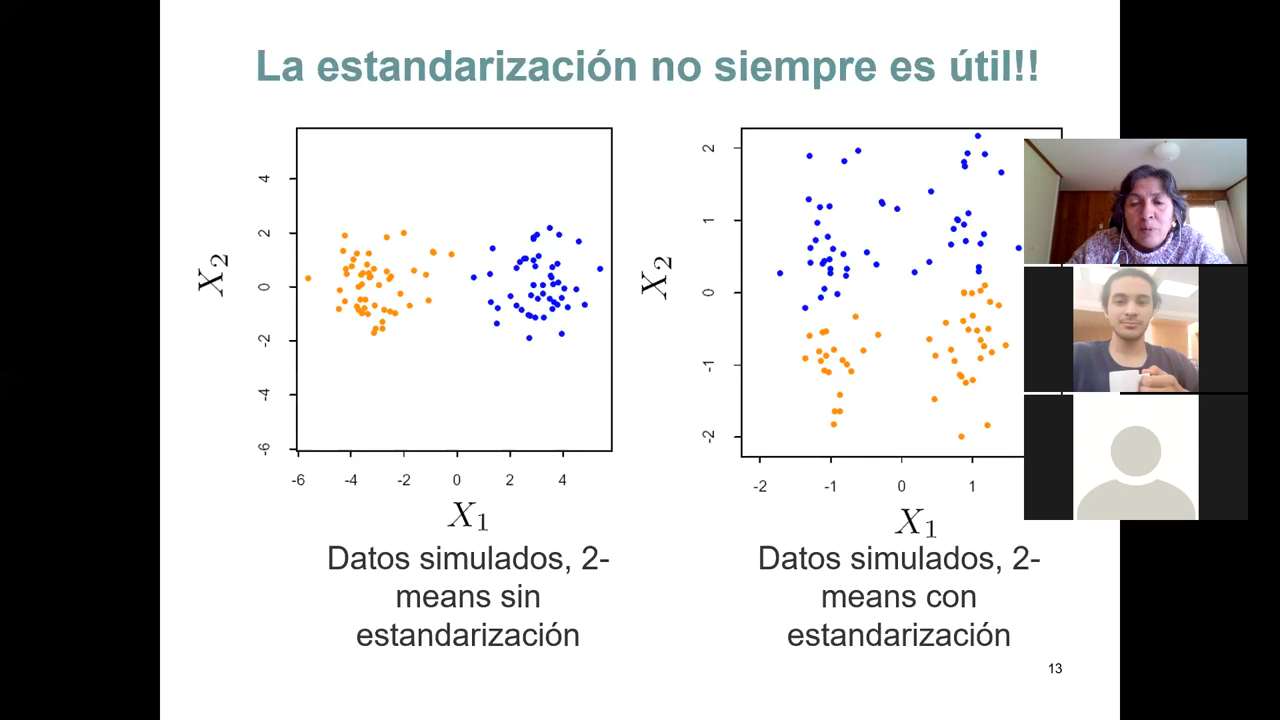 La estandarización no siempre es útil!!
4
2
0
-2
-4
-6
X2
-6 -4 -2 0 2 4
X1
2
1
0
-1
-2
X2
-2 -1 0 1
X1
Datos simulados, 2-
means sin
estandarización
Datos simulados, 2-
means con
estandarización
13